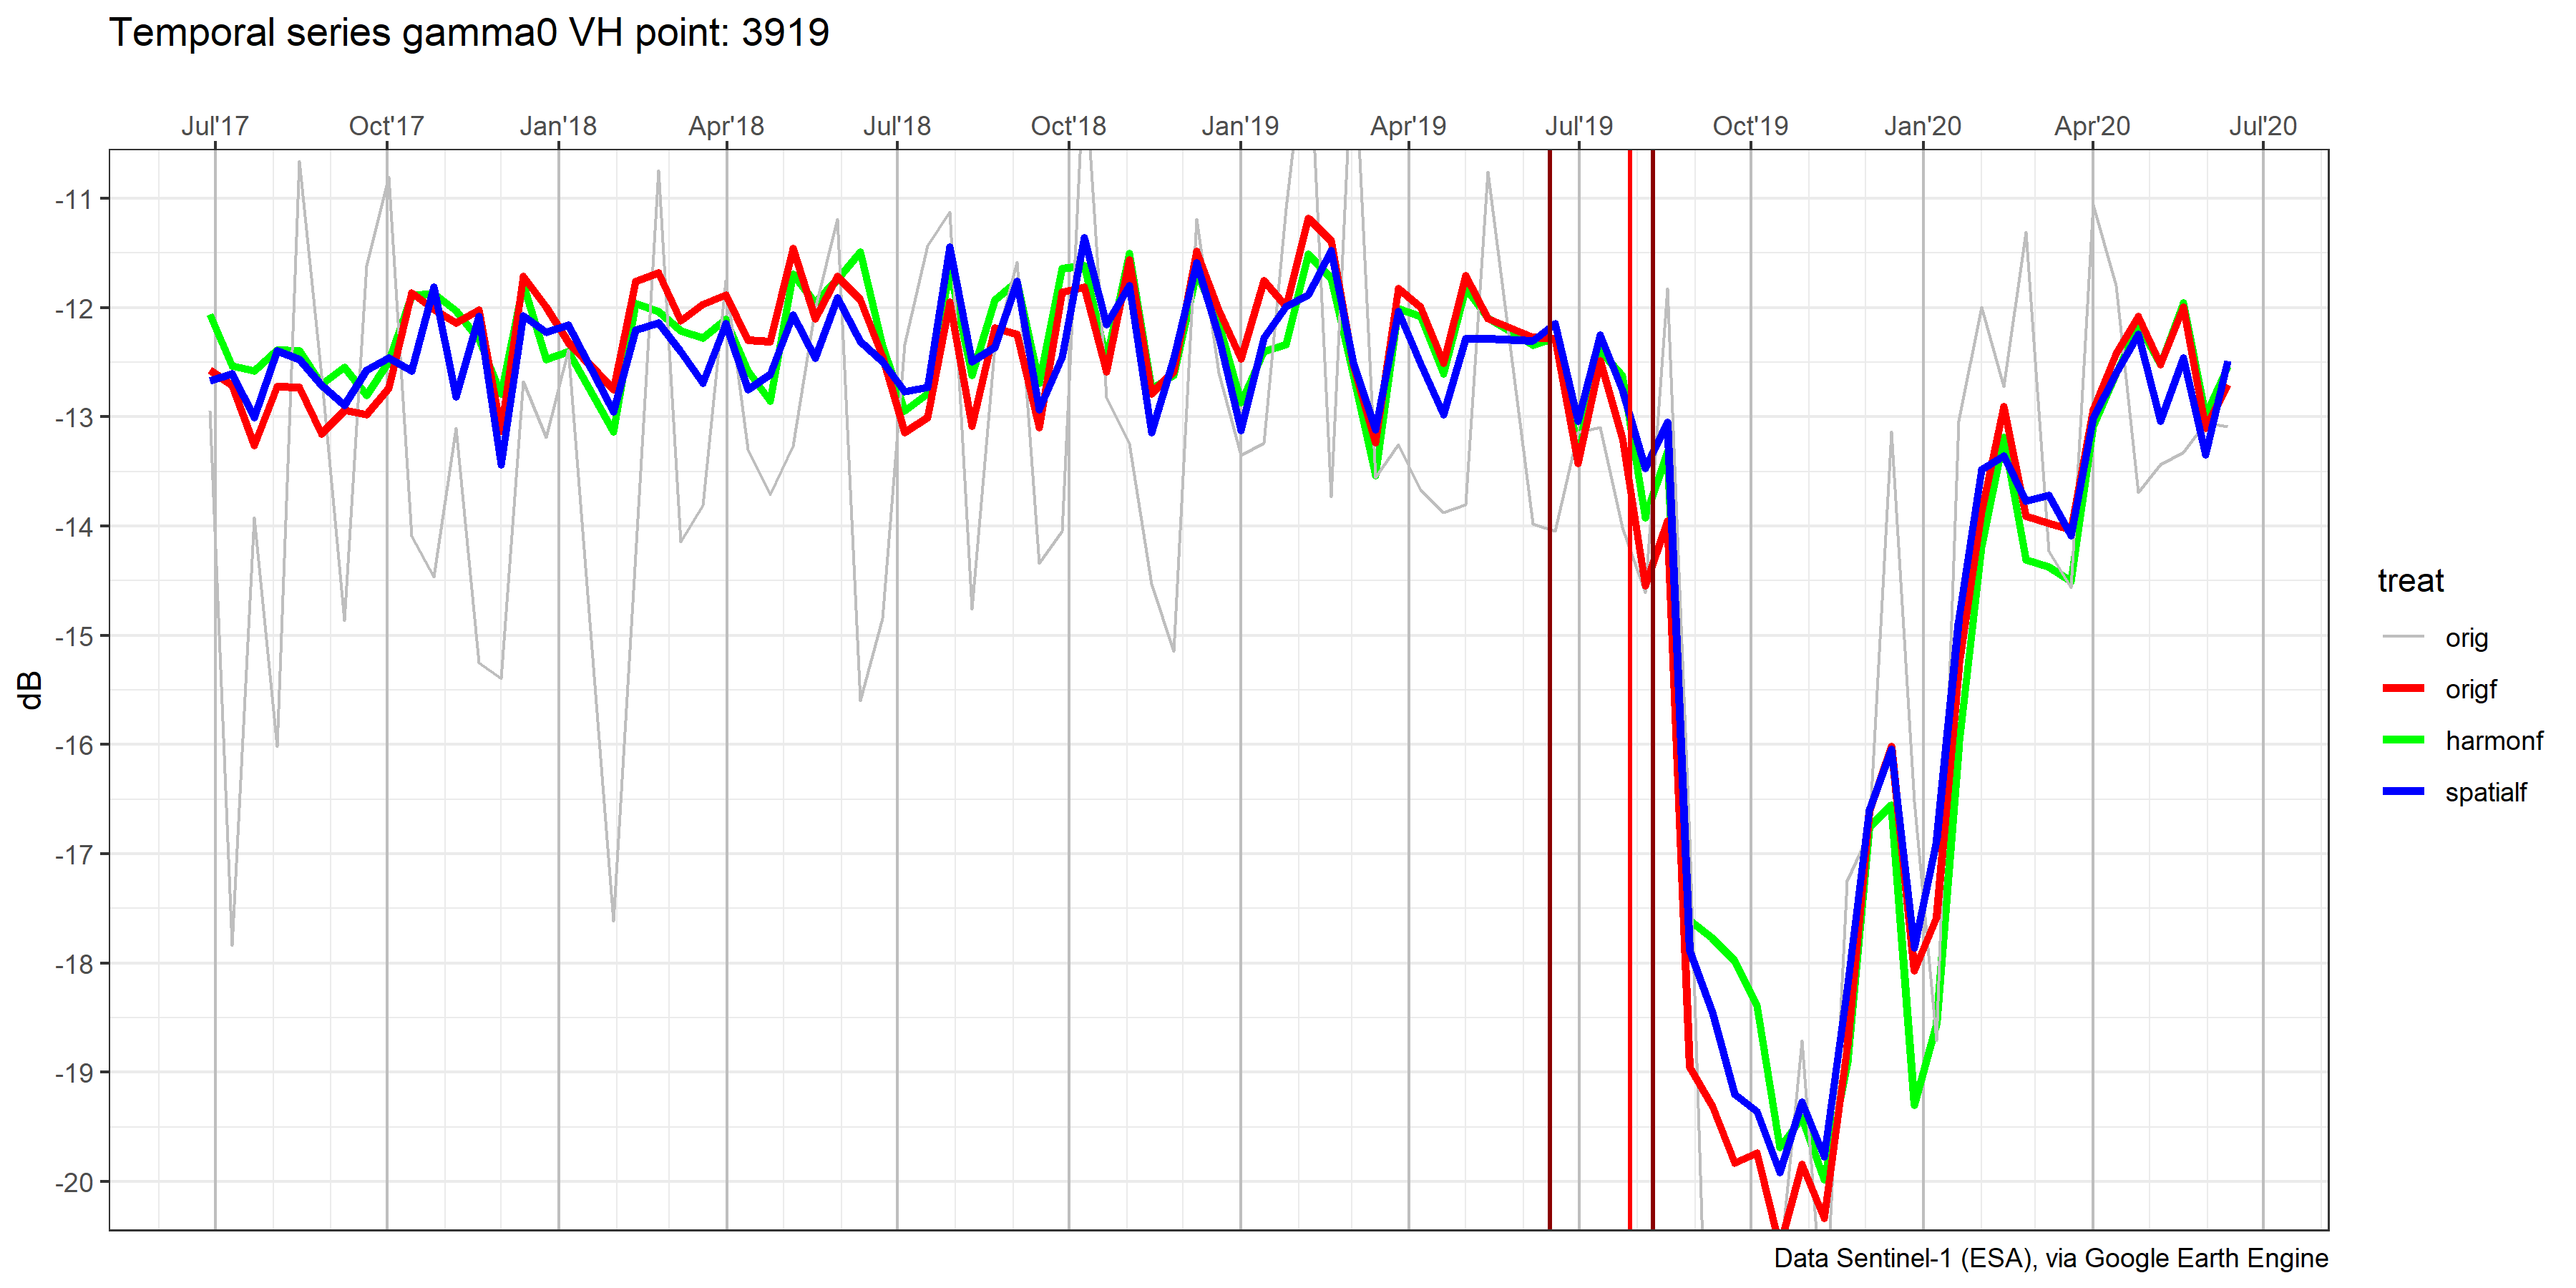 Temporal series gamma0 VH point: 3919
Jul'17 Oct'17 Jan'18 Apr'18 Jul'18 Oct'18 Jan'19 Apr'19 Jul'19 Oct'19 Jan'20 Apr'20 Jul'20
-11
-12
-13
-14
-15
-16
-17
-18
-19
-20
dB
treat
orig
origf
harmonf
spatialf
Data Sentinel-1 (ESA), via Google Earth Engine